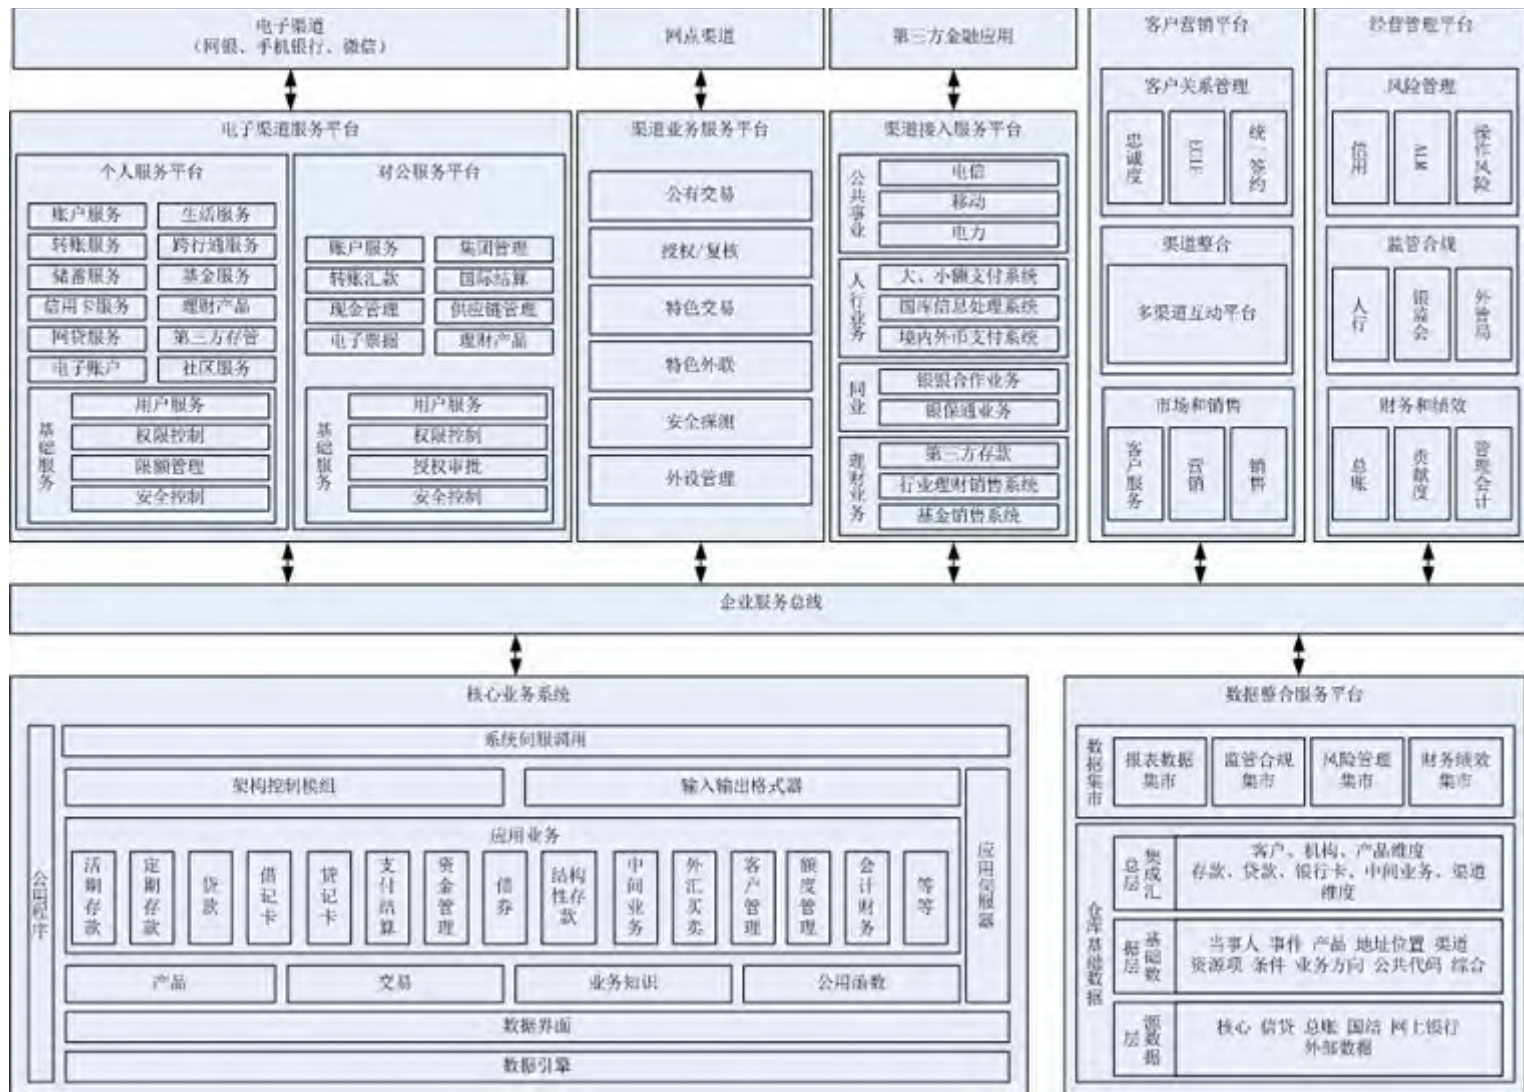 电子渠道
（网银、手机银行、微信）
网点渠道
第三方金融应用
电子渠道服务平台
个人服务平台
账户服务
生活服务
转账服务
跨行通服务
储蓄服务
基金服务
信用卡服务
理财产品
网贷服务
第三方存管
电子账户
社区服务
基础服务
用户服务
权限控制
限额管理
安全控制
对公服务平台
账户服务
集团管理
转账汇款
国际结算
现金管理
供应链管理
电子票据
理财产品
基础服务
用户服务
权限控制
授权审批
安全控制
渠道业务服务平台
公有交易
授权/复核
特色交易
特色外联
安全探测
外设管理
渠道接入服务平台
公共事业
电信
移动
电力
人行业务
大、小额支付系统
国库信息处理系统
境内外币支付系统
同业
银银合作业务
银保通业务
理财业务
第三方存款
行业理财销售系统
基金销售系统
客户营销平台
客户关系管理
忠诚度
ECIF
统一签约
渠道整合
多渠道互动平台
市场和销售
客户服务
营销
销售
经营管理平台
风险管理
信用
ALM
操作风险
监管合规
人行
银监会
外管局
财务和绩效
总账
贡献度
管理会计
企业服务总线
核心业务系统
公用程序
系统伺服调用
架构控制模组
输入输出格式器
应用伺服器
应用业务
活期存款
定期存款
贷款
借记卡
贷记卡
支付结算
资金管理
债券
结构性存款
中间业务
外汇买卖
客户管理
额度管理
会计财务
等等
产品
交易
业务知识
公用函数
数据界面
数据引擎
数据整合服务平台
数据集市
报表数据
集市
监管合规
集市
风险管理
集市
财务绩效
集市
仓库基础数据
集成汇
总层
客户、机构、产品维度
存款、贷款、银行卡、中间业务、渠道
维度
基础数
据层
当事人 事件 产品 地址位置 渠道
资源项 条件 业务方向 公共代码 综合
源数据
层
核心 信贷 总账 国结 网上银行
外部数据